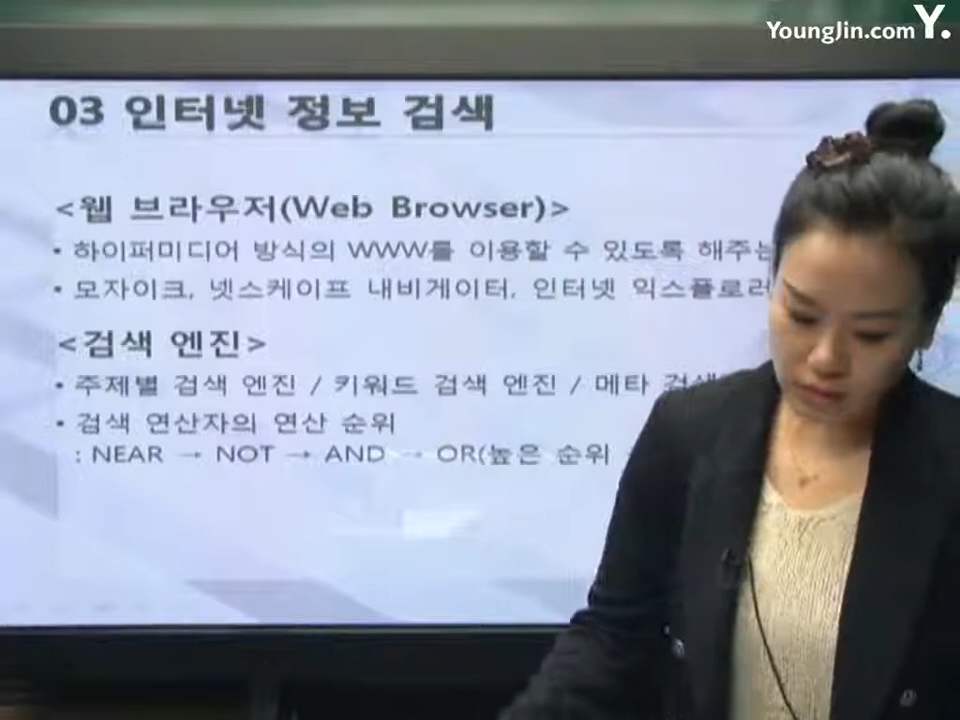 YoungJin.com Y.
03 인터넷 정보 검색
<웹 브라우저(Web Browser)>
• 하이퍼미디어 방식의 WWW를 이용할 수 있도록 해주는
• 모자이크, 넷스케이프 내비게이터, 인터넷 익스플로러
<검색 엔진>
• 주제별 검색 엔진 / 키워드 검색 엔진 / 메타 검색
• 검색 연산자의 연산 순위
: NEAR → NOT → AND → OR(높은 순위